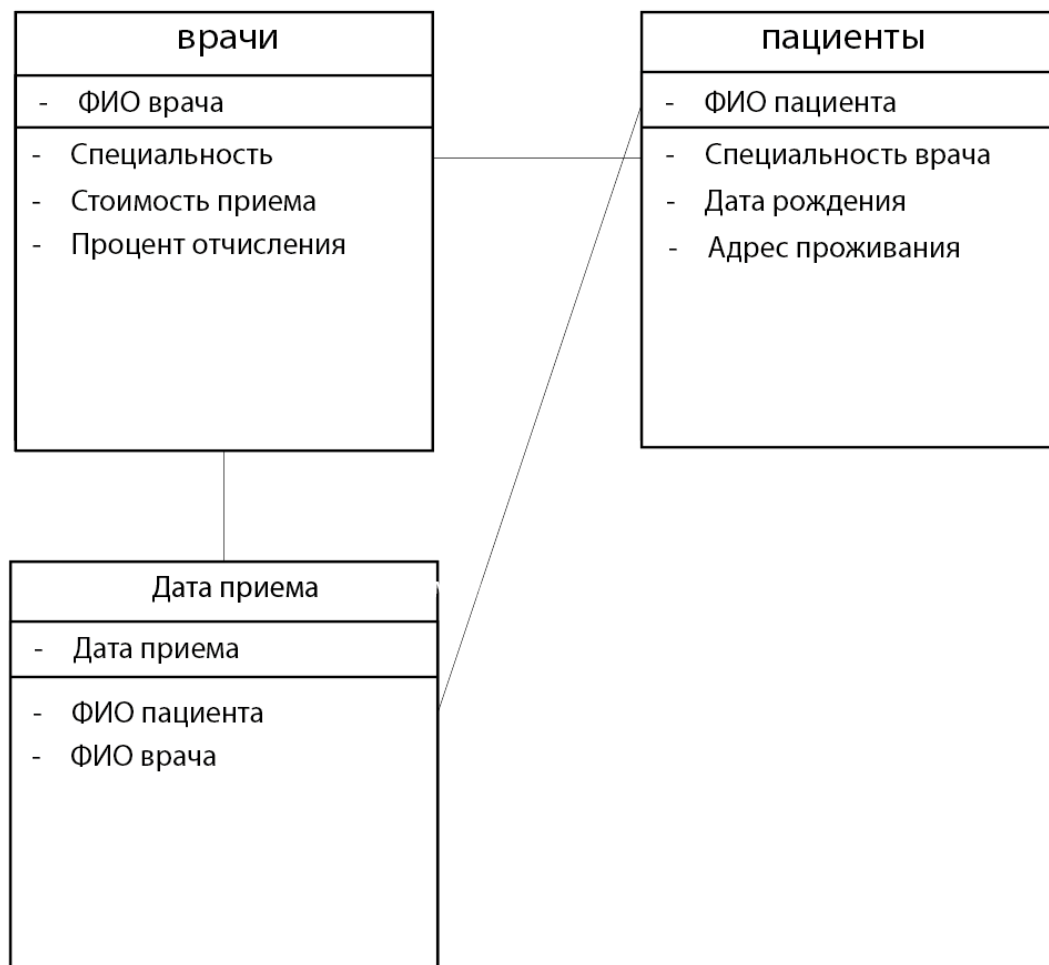 врачи
- ФИО врача
- Специальность
- Стоимость приема
- Процент отчисления
пациенты
- ФИО пациента
- Специальность врача
- Дата рождения
- Адрес проживания
Дата приема
- Дата приема
- ФИО пациента
- ФИО врача